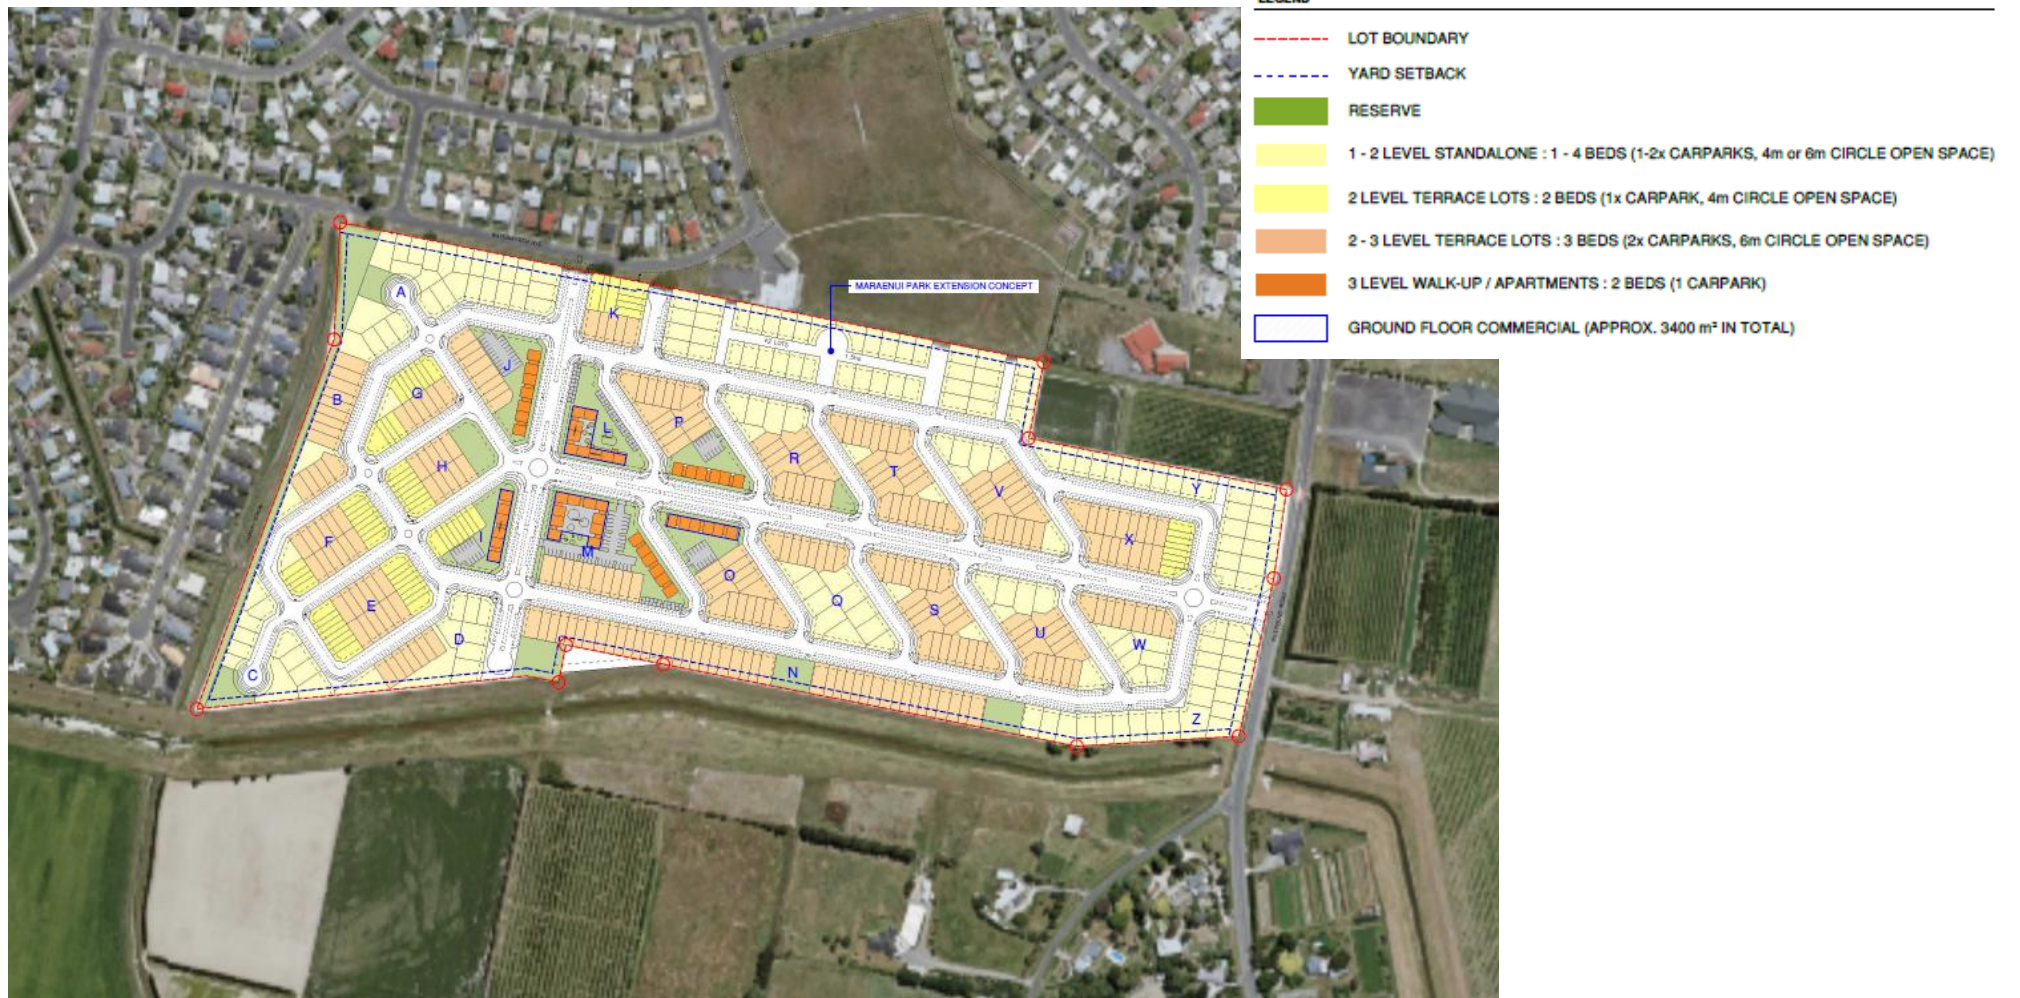 LEGEND
LOT BOUNDARY
YARD SETBACK
RESERVE
1 - 2 LEVEL STANDALONE : 1 - 4 BEDS (1-2x CARPARKS, 4m or 6m CIRCLE OPEN SPACE)
2 LEVEL TERRACE LOTS : 2 BEDS (1x CARPARK, 4m CIRCLE OPEN SPACE)
2 - 3 LEVEL TERRACE LOTS : 3 BEDS (2x CARPARKS, 6m CIRCLE OPEN SPACE)
3 LEVEL WALK-UP / APARTMENTS : 2 BEDS (1 CARPARK)
GROUND FLOOR COMMERCIAL (APPROX. 3400 m² IN TOTAL)
MARAENUI PARK EXTENSION CONCEPT
A
K
J
B
G
L
P
R
T
V
Y
H
F
I
M
X
E
O
Q
S
U
W
D
C
N
Z